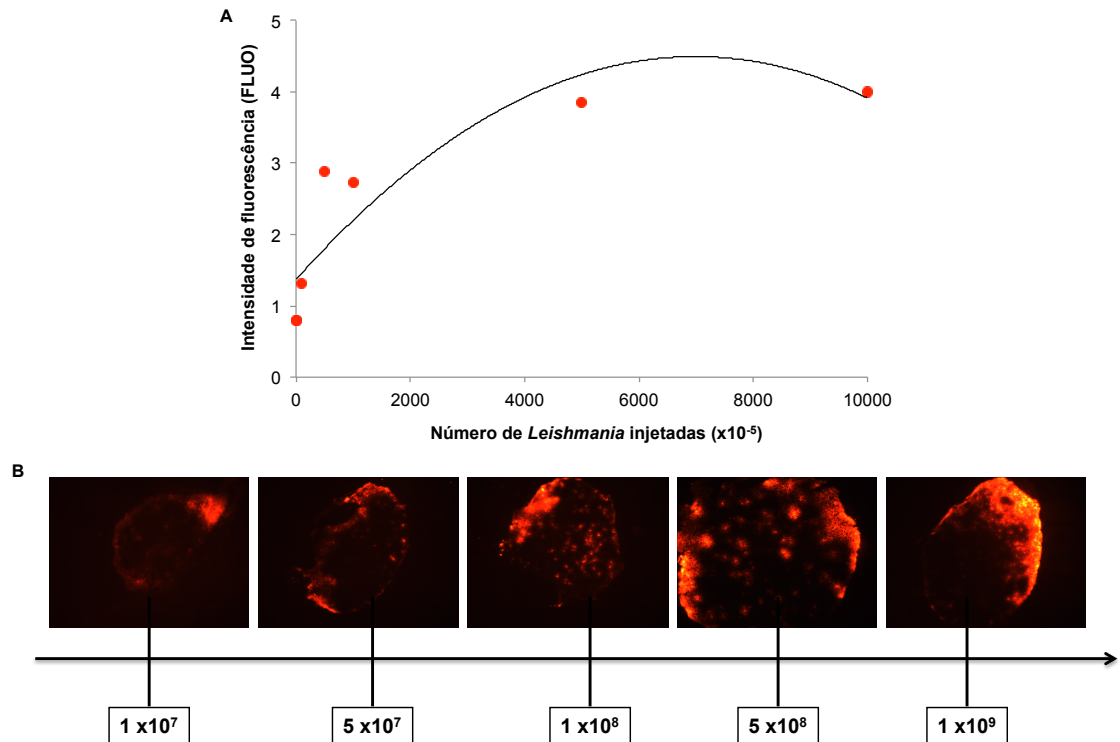 A
Intensidade de fluorescência (FLUO)
5
4
3
2
1
0
0 2000 4000 6000 8000 10000
Número de Leishmania injetadas (x10⁻⁵)
B
1 x10⁷ 5 x10⁷ 1 x10⁸ 5 x10⁸ 1 x10⁹